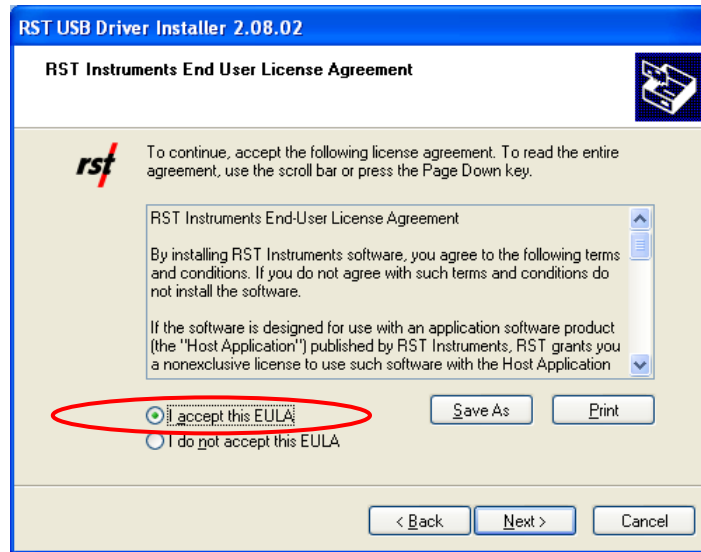 RST USB Driver Installer 2.08.02
RST Instruments End User License Agreement
rst
To continue, accept the following license agreement. To read the entire
agreement, use the scroll bar or press the Page Down key.
RST Instruments End-User License Agreement
By installing RST Instruments software, you agree to the following terms
and conditions. If you do not agree with such terms and conditions do
not install the software.
If the software is designed for use with an application software product
(the "Host Application") published by RST Instruments, RST grants you
a nonexclusive license to use such software with the Host Application
I accept this EULA
Save As
Print
I do not accept this EULA
< Back
Next >
Cancel